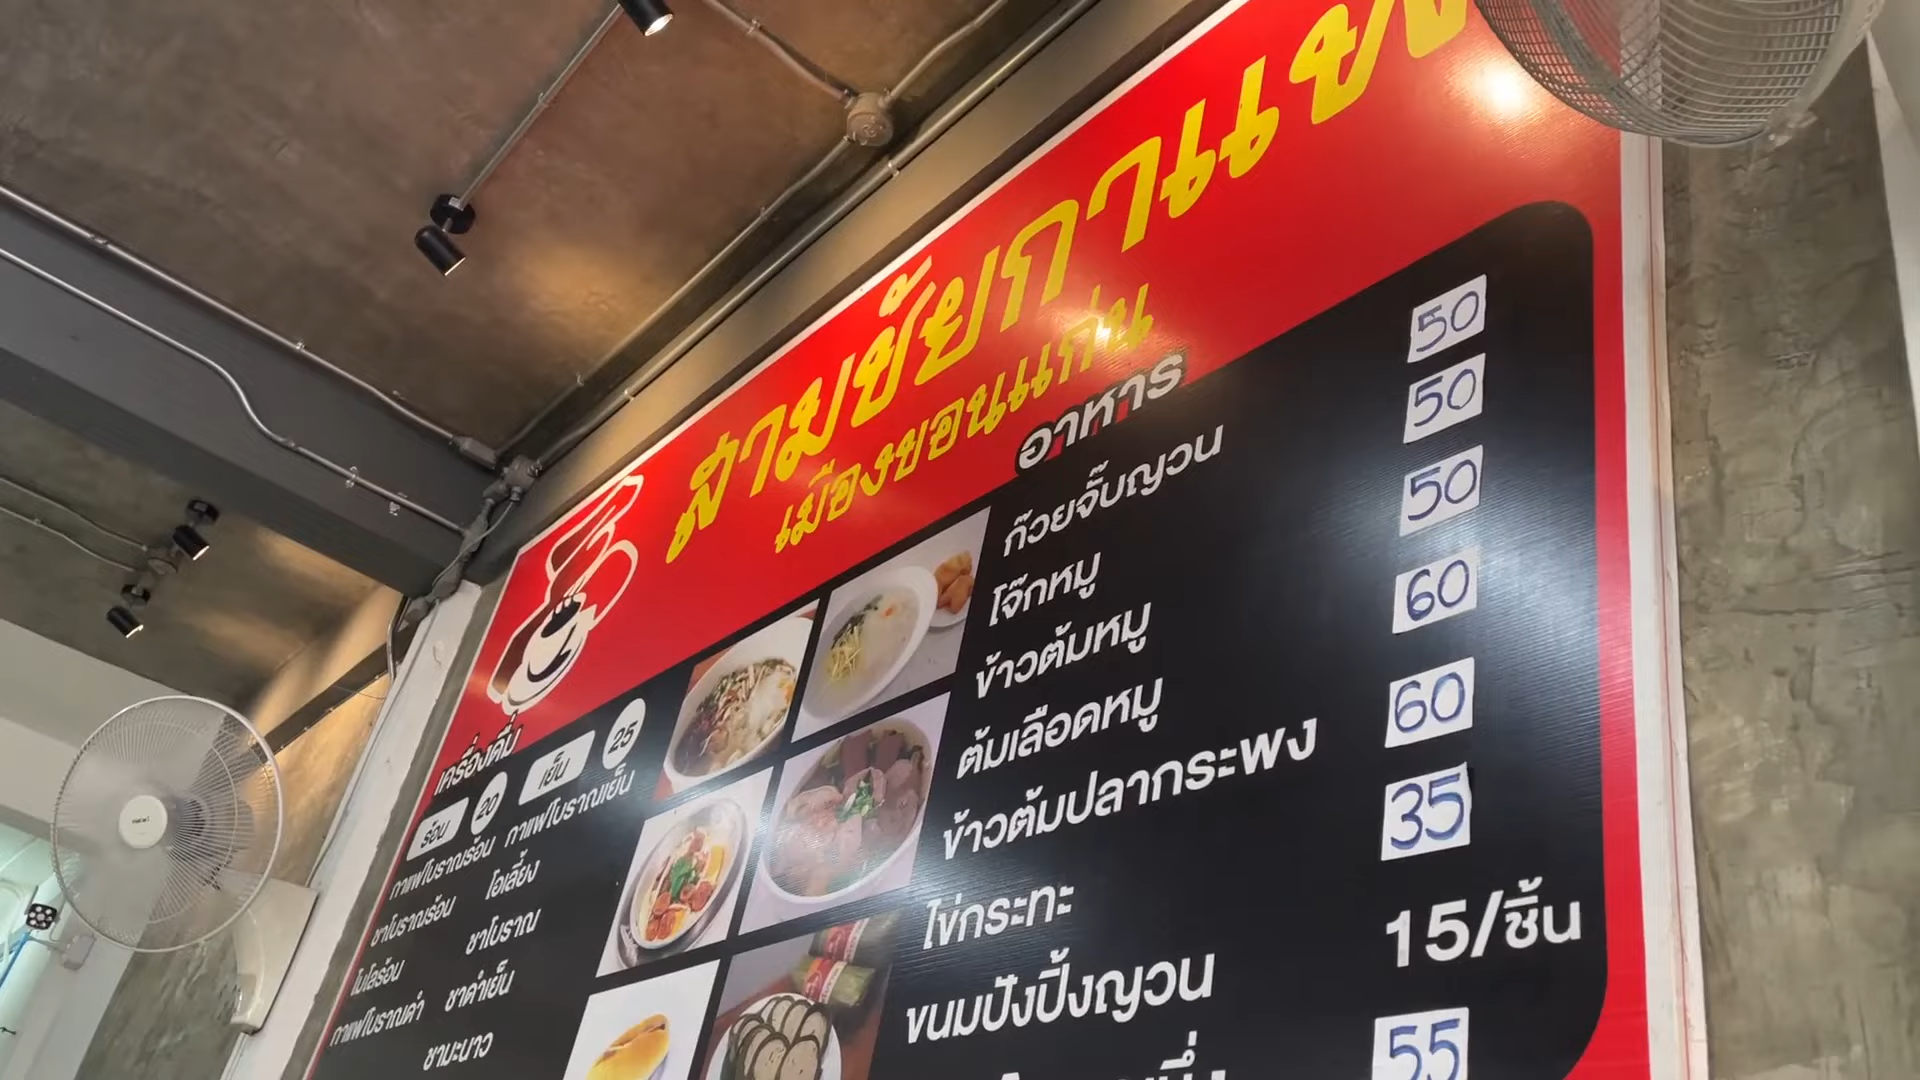 สามชัยกาแฟ
เมืองขอนแก่น
อาหาร
ก๊วยจั๊บญวน 50
โจ๊กหมู 50
ข้าวต้มหมู 50
ต้มเลือดหมู 60
ข้าวต้มปลากระพง 60
ไข่กระทะ 35
ขนมปังปิ้งญวน 15/ชิ้น
55
เครื่องดื่ม
ร้อน 20 เย็น 25
กาแฟโบราณร้อน กาแฟโบราณเย็น
ชาโบราณร้อน โอเลี้ยง
โมโลร้อน ชาโบราณ
กาแฟโบราณดำ ชาดำเย็น
ชามะนาว